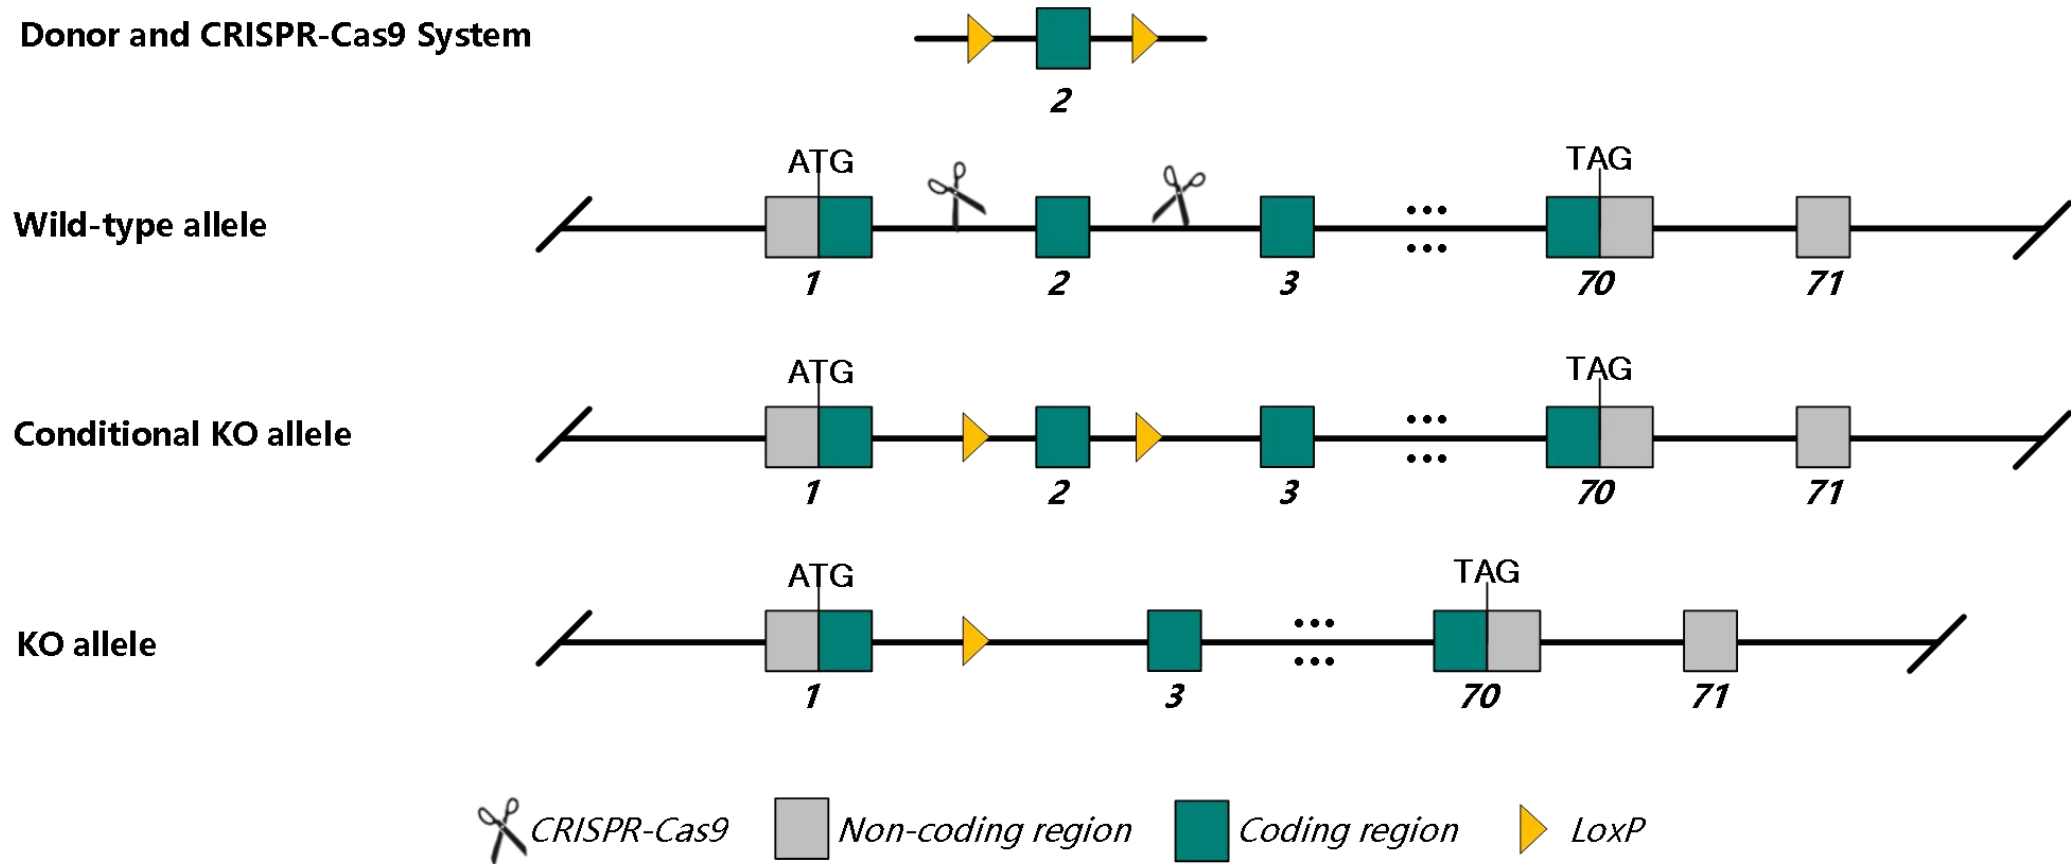 Donor and CRISPR-Cas9 System
2
Wild-type allele
ATG
TAG
1 2 3 70 71
Conditional KO allele
ATG
TAG
1 2 3 70 71
KO allele
ATG
TAG
1 3 70 71
CRISPR-Cas9 Non-coding region Coding region LoxP